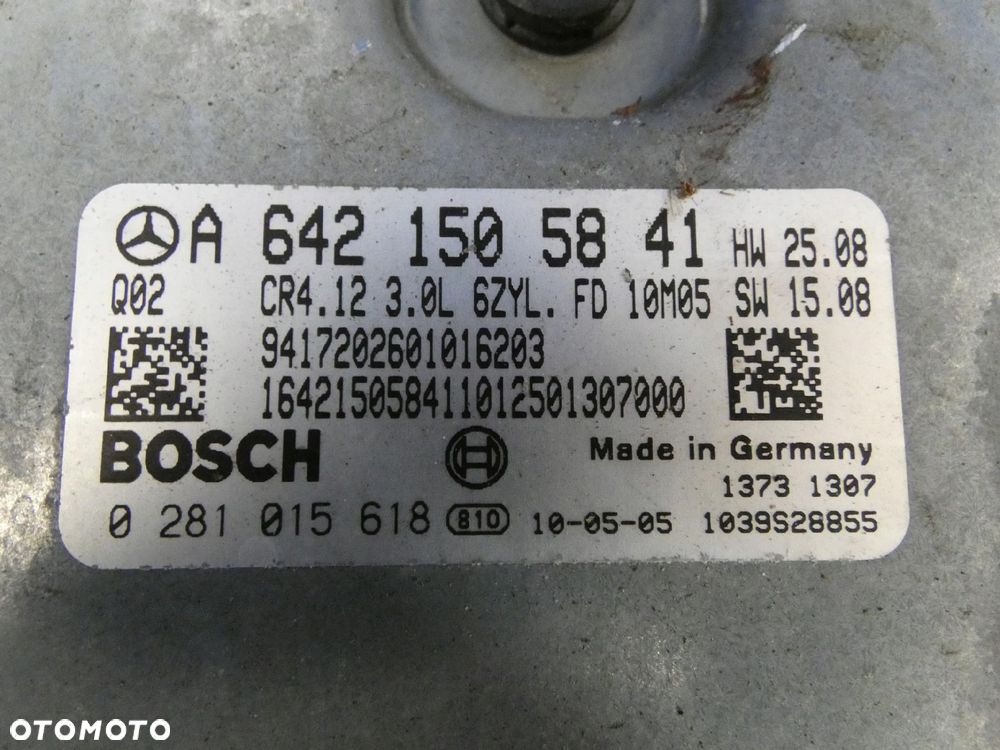 A 642 150 58 41 HW 25.08
Q02 CR4.12 3.0L 6ZYL. FD 10M05 SW 15.08
9417202601016203
164215058411012501307000
BOSCH Made in Germany
1373 1307
0 281 015 618 810 10-05-05 1039S28855
OTOMOTO